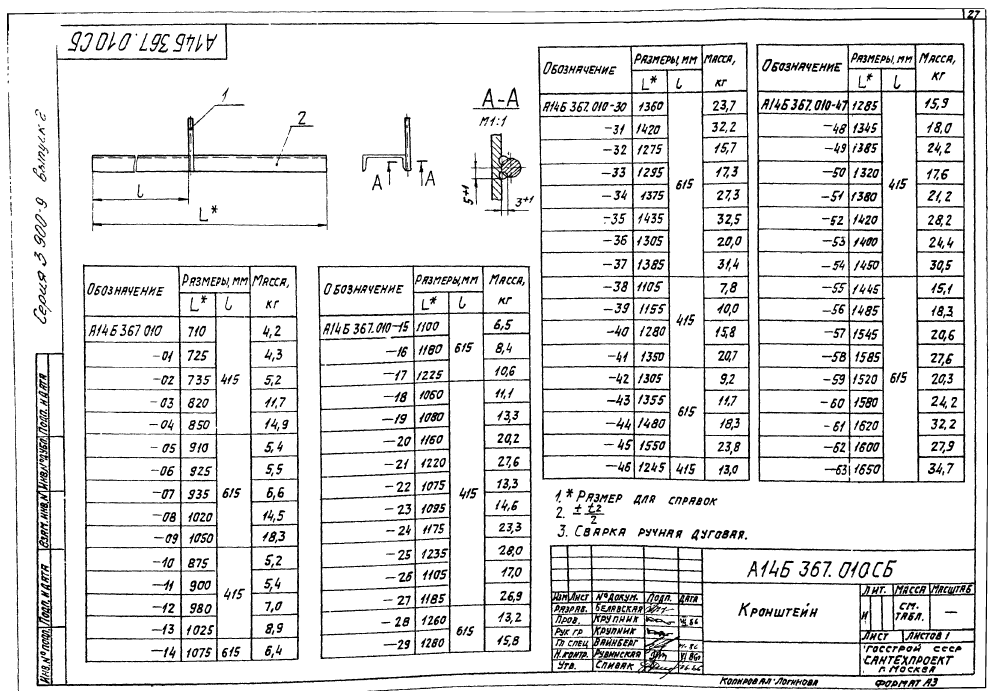 27
А14Б 367.010 СБ
Серия 3 900-9 Выпуск 2
1
2
l
L*
А
А
А-А
М1:1
5+1
3+1
Обозначение Размеры, мм Масса, кг
L* l
А14Б 367 010 710 415 4,2
-01 725 4,3
-02 735 5,2
-03 820 11,7
-04 850 14,9
-05 910 615 5,4
-06 925 5,5
-07 935 6,6
-08 1020 14,5
-09 1050 18,3
-10 875 415 5,2
-11 900 5,4
-12 980 7,0
-13 1025 8,9
-14 1075 615 6,4
Обозначение Размеры, мм Масса, кг
L* l
А14Б 367.010-15 1100 615 6,5
-16 1180 8,4
-17 1225 10,6
-18 1060 415 11,1
-19 1080 13,3
-20 1160 20,2
-21 1220 27,6
-22 1075 13,3
-23 1095 14,6
-24 1175 23,3
-25 1235 28,0
-26 1105 17,0
-27 1185 26,9
-28 1260 615 13,2
-29 1280 15,8
Обозначение Размеры, мм Масса, кг
L* l
А14Б 367.010-30 1360 615 23,7
-31 1420 32,2
-32 1275 15,7
-33 1295 17,3
-34 1375 27,3
-35 1435 32,5
-36 1305 20,0
-37 1385 31,4
-38 1105 415 7,8
-39 1155 10,0
-40 1280 15,8
-41 1350 20,7
-42 1305 615 9,2
-43 1355 11,7
-44 1480 18,3
-45 1550 23,8
-46 1245 415 13,0
Обозначение Размеры, мм Масса, кг
L* l
А14Б 367.010-47 1285 415 15,9
-48 1345 18,0
-49 1385 24,2
-50 1320 17,6
-51 1380 21,2
-52 1420 28,2
-53 1400 24,4
-54 1450 30,5
-55 1445 615 15,1
-56 1485 18,3
-57 1545 20,6
-58 1585 27,6
-59 1520 20,3
-60 1580 24,2
-61 1620 32,2
-62 1600 27,9
-63 1650 34,7
1. * Размер для справок
2. ± t2/2
3. Сварка ручная дуговая.
Инв.№подл. Подп. и дата Взам. инв.№ Инв.№дубл. Подп. и дата
А14Б 367.010СБ
Изм Лист №докум. Подп. Дата
Разраб. Белявская
Пров. Крупник
Рук гр Крупник
Гл спец Вайнберг
Н.контр. Рувинская
Утв. Спивак
Кронштейн
Лит. Масса Масштаб
И см. табл. —
Лист Листов 1
Госстрой СССР
Сантехпроект
г. Москва
Копировал Логинова Формат А3